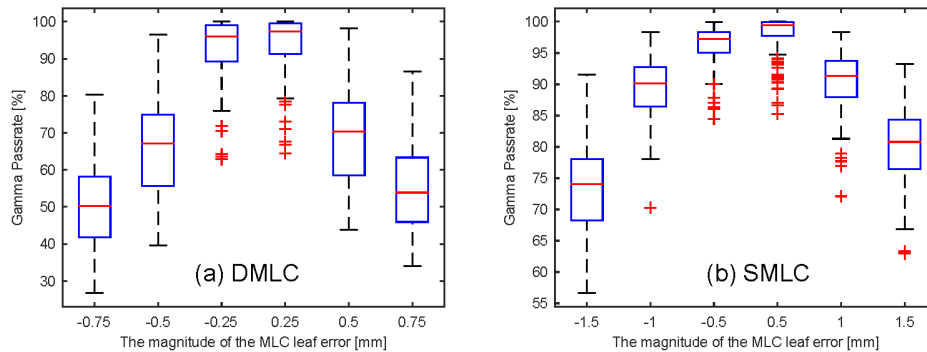 100
90
80
70
60
50
40
30
Gamma Passrate [%]
(a) DMLC
-0.75 -0.5 -0.25 0.25 0.5 0.75
The magnitude of the MLC leaf error [mm]
100
95
90
85
80
75
70
65
60
55
Gamma Passrate [%]
(b) SMLC
-1.5 -1 -0.5 0.5 1 1.5
The magnitude of the MLC leaf error [mm]